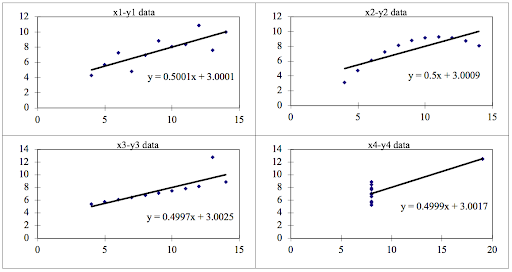 x1-y1 data
12
10
8
6
4
2
0
y = 0.5001x + 3.0001
0 5 10 15
x2-y2 data
12
10
8
6
4
2
0
y = 0.5x + 3.0009
0 5 10 15
x3-y3 data
14
12
10
8
6
4
2
0
y = 0.4997x + 3.0025
0 5 10 15
x4-y4 data
14
12
10
8
6
4
2
0
y = 0.4999x + 3.0017
0 5 10 15 20